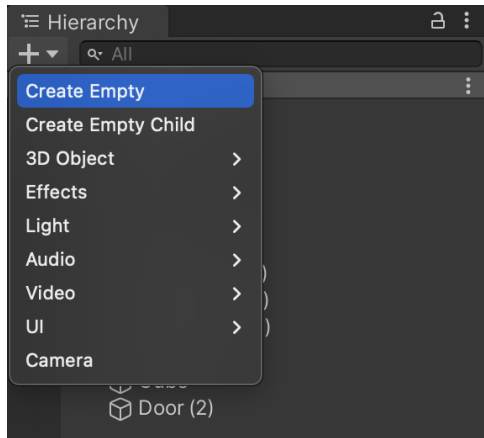 Hierarchy
All
Create Empty
Create Empty Child
3D Object
Effects
Light
Audio
Video
UI
Camera
Door (2)